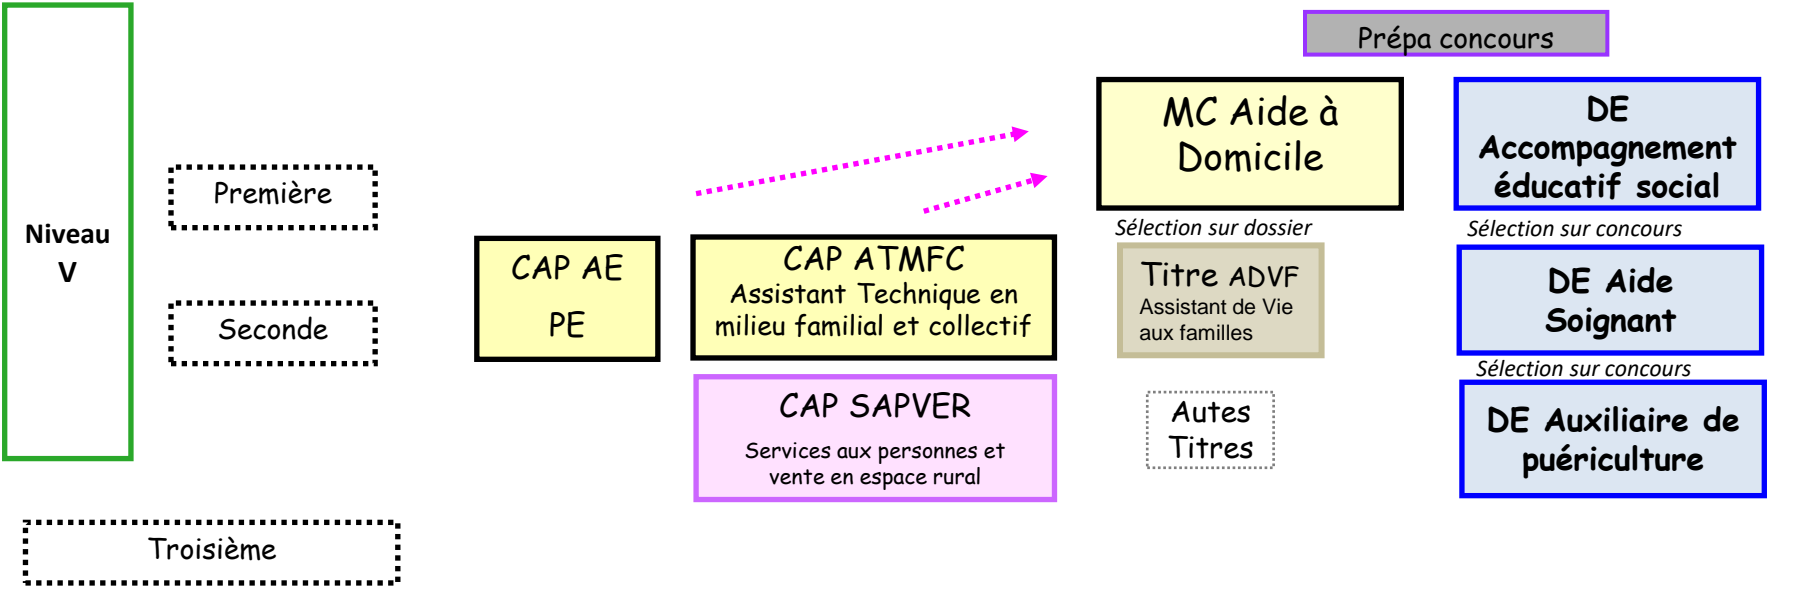 Prépa concours
Niveau
V
Première
Seconde
Troisième
CAP AE
PE
CAP ATMFC
Assistant Technique en
milieu familial et collectif
CAP SAPVER
Services aux personnes et
vente en espace rural
MC Aide à
Domicile
Sélection sur dossier
Titre ADVF
Assistant de Vie
aux familles
Autes
Titres
DE
Accompagnement
éducatif social
Sélection sur concours
DE Aide
Soignant
Sélection sur concours
DE Auxiliaire de
puériculture